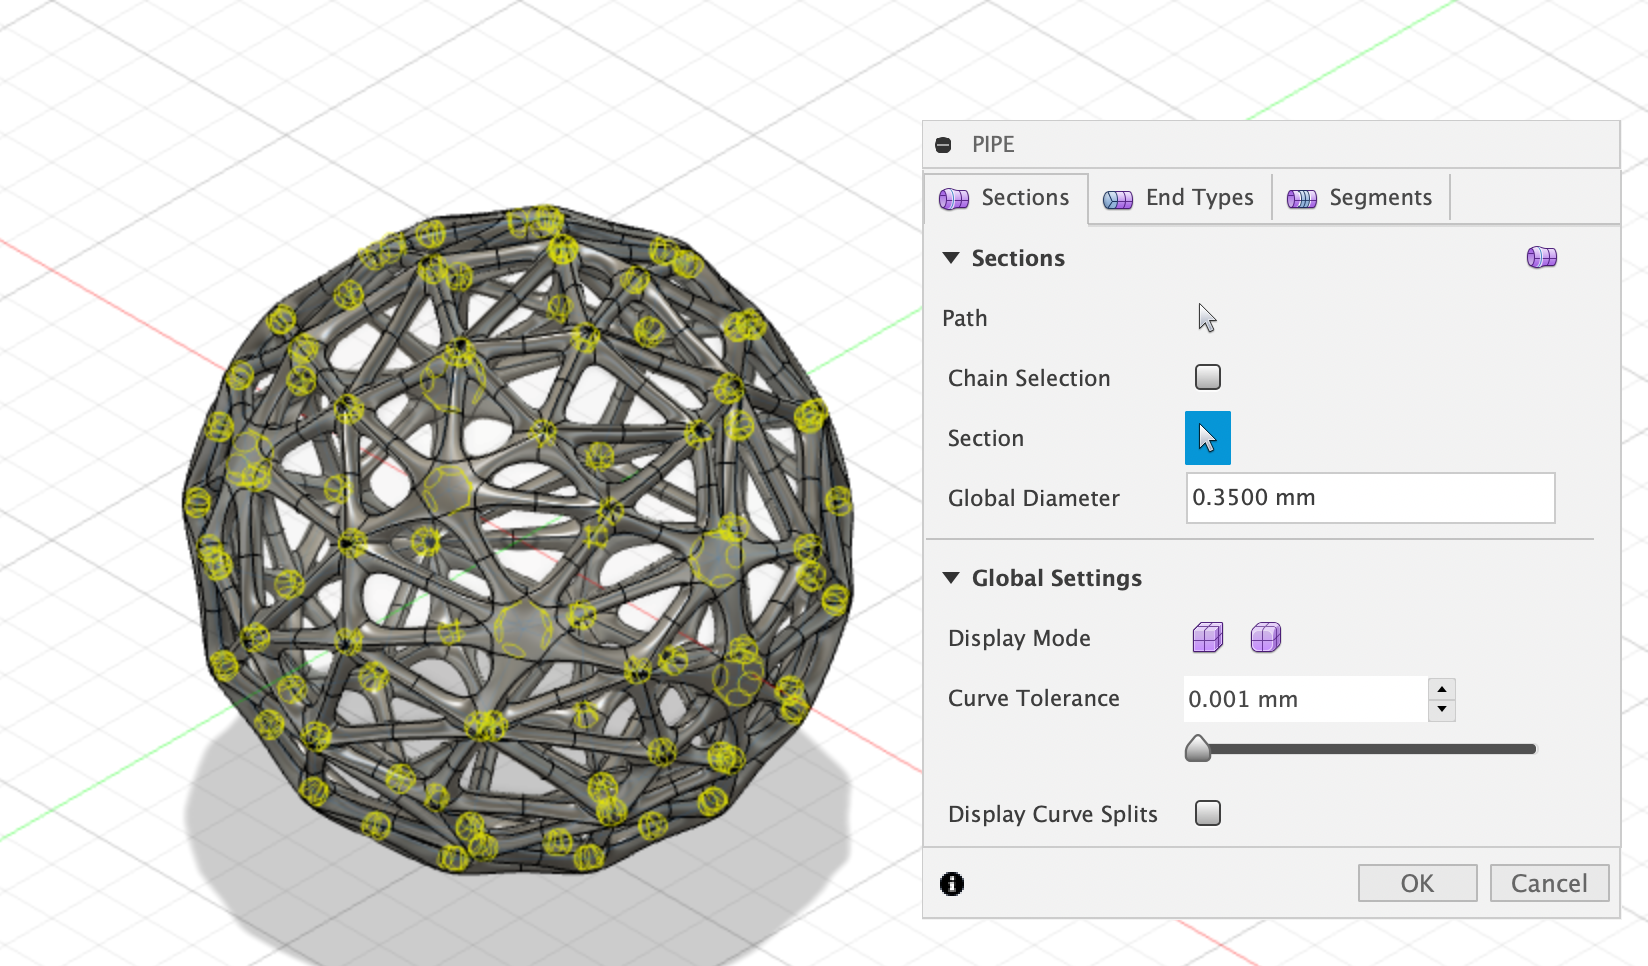 PIPE
Sections
End Types
Segments
Sections
Path
Chain Selection
Section
Global Diameter
0.3500 mm
Global Settings
Display Mode
Curve Tolerance
0.001 mm
Display Curve Splits
OK
Cancel